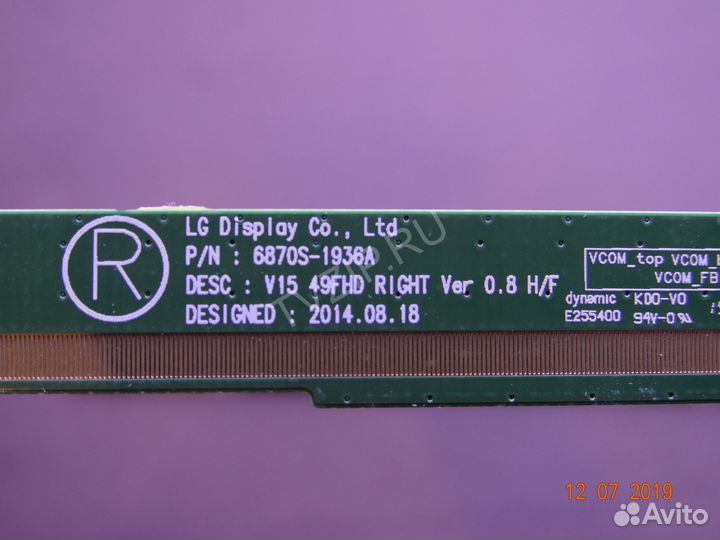 R
LG Display Co., Ltd
P/N : 6870S-1936A
DESC : V15 49FHD RIGHT Ver 0.8 H/F
DESIGNED : 2014.08.18
VCOM_top VCOM_
VCOM_FB
dynamic KDO-V0
E255400 94V-0
TVZIP.RU
12 07 2019
Avito